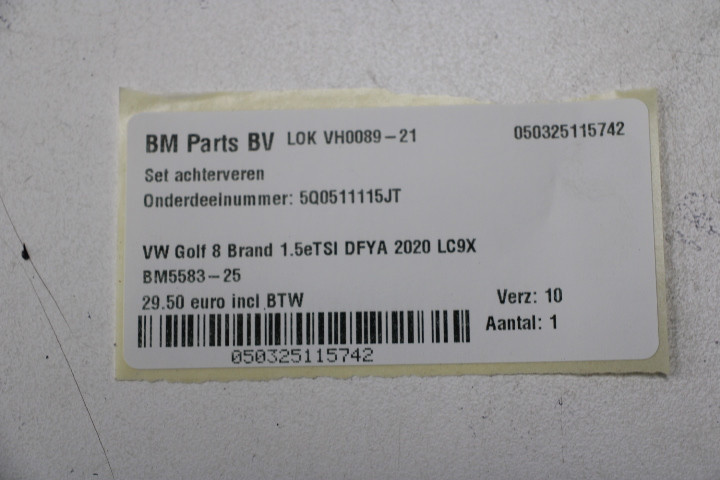 BM Parts BV LOK VH0089-21 050325115742
Set achterveren
Onderdeelnummer: 5Q0511115JT
VW Golf 8 Brand 1.5eTSI DFYA 2020 LC9X
BM5583-25
29.50 euro incl BTW Verz: 10
Aantal: 1
050325115742